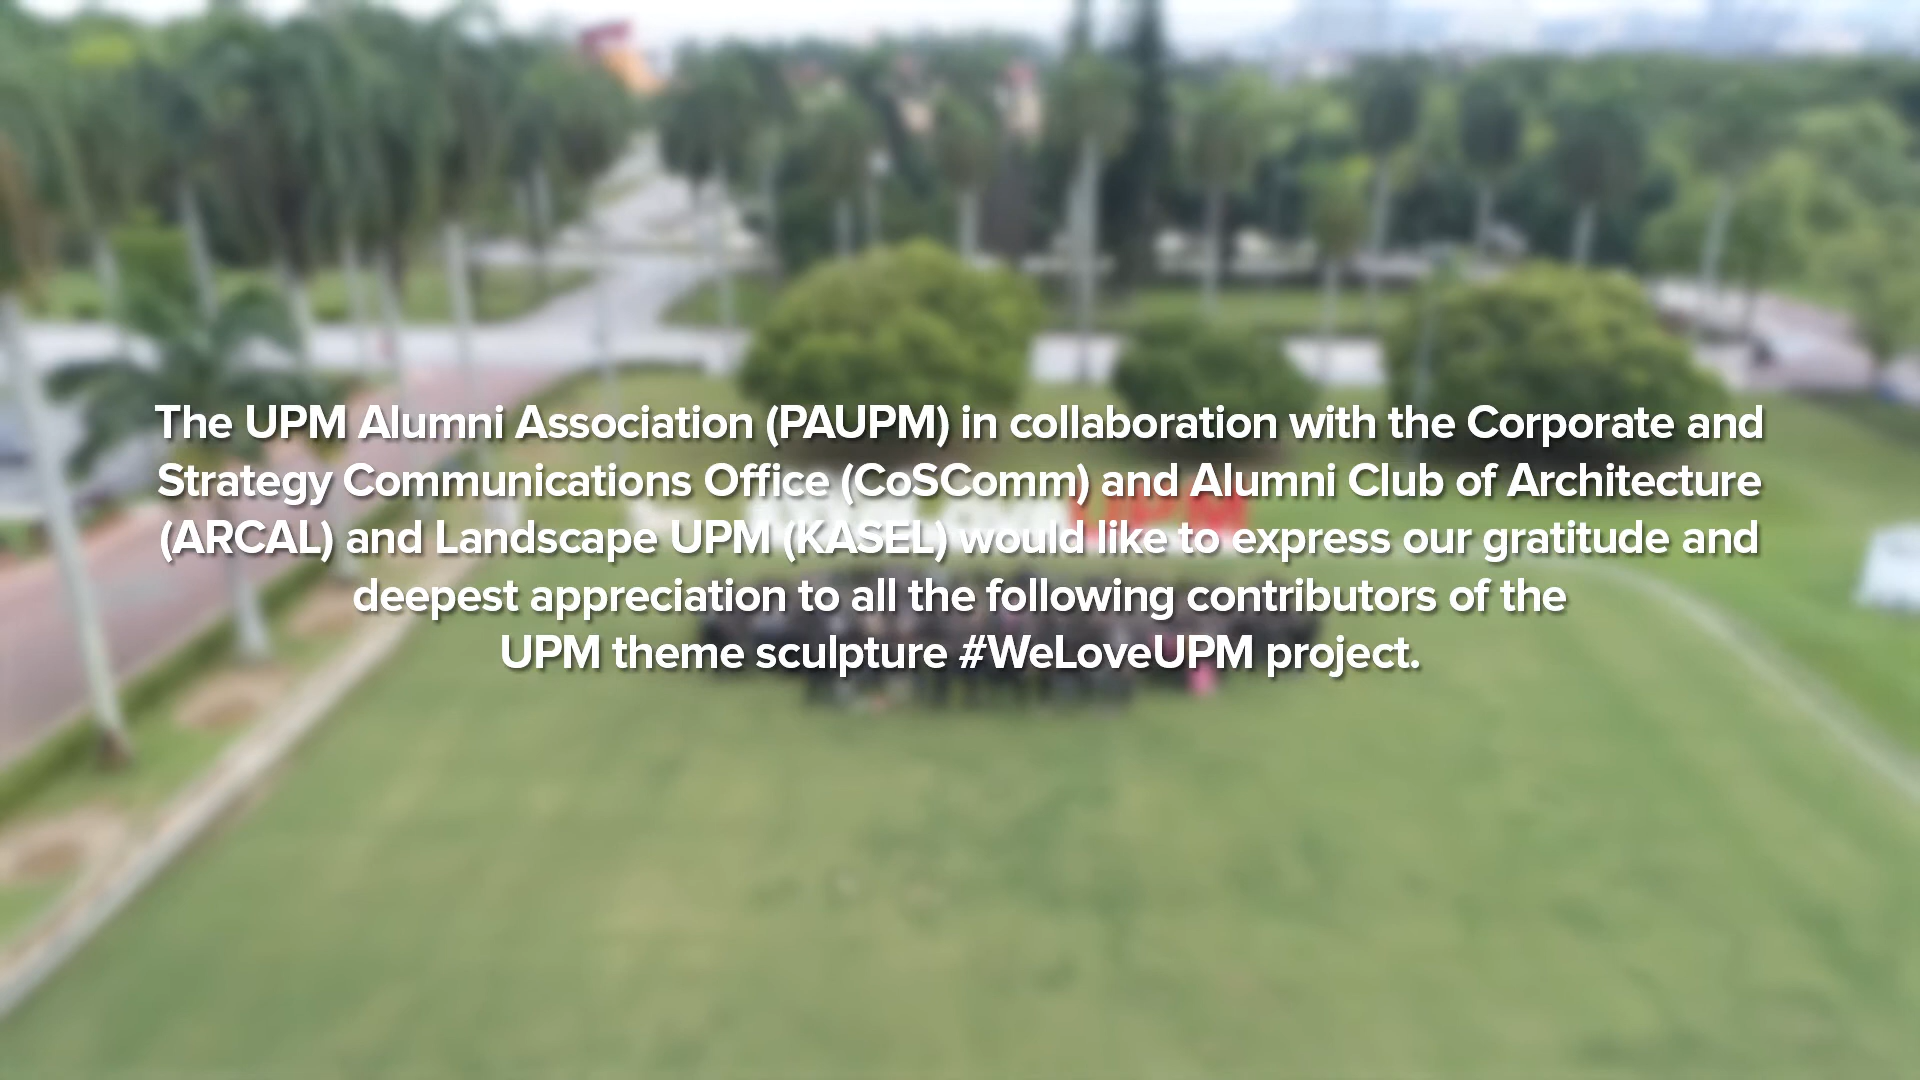 The UPM Alumni Association (PAUPM) in collaboration with the Corporate and
Strategy Communications Office (CoSComm) and Alumni Club of Architecture
(ARCAL) and Landscape UPM (KASEL) would like to express our gratitude and
deepest appreciation to all the following contributors of the
UPM theme sculpture #WeLoveUPM project.